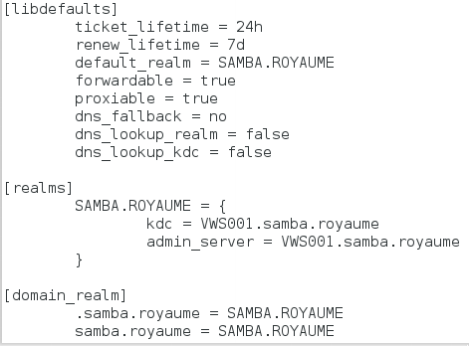 [libdefaults]
ticket_lifetime = 24h
renew_lifetime = 7d
default_realm = SAMBA.ROYAUME
forwardable = true
proxiable = true
dns_fallback = no
dns_lookup_realm = false
dns_lookup_kdc = false
[realms]
SAMBA.ROYAUME = {
kdc = VWS001.samba.royaume
admin_server = VWS001.samba.royaume
}
[domain_realm]
.samba.royaume = SAMBA.ROYAUME
samba.royaume = SAMBA.ROYAUME